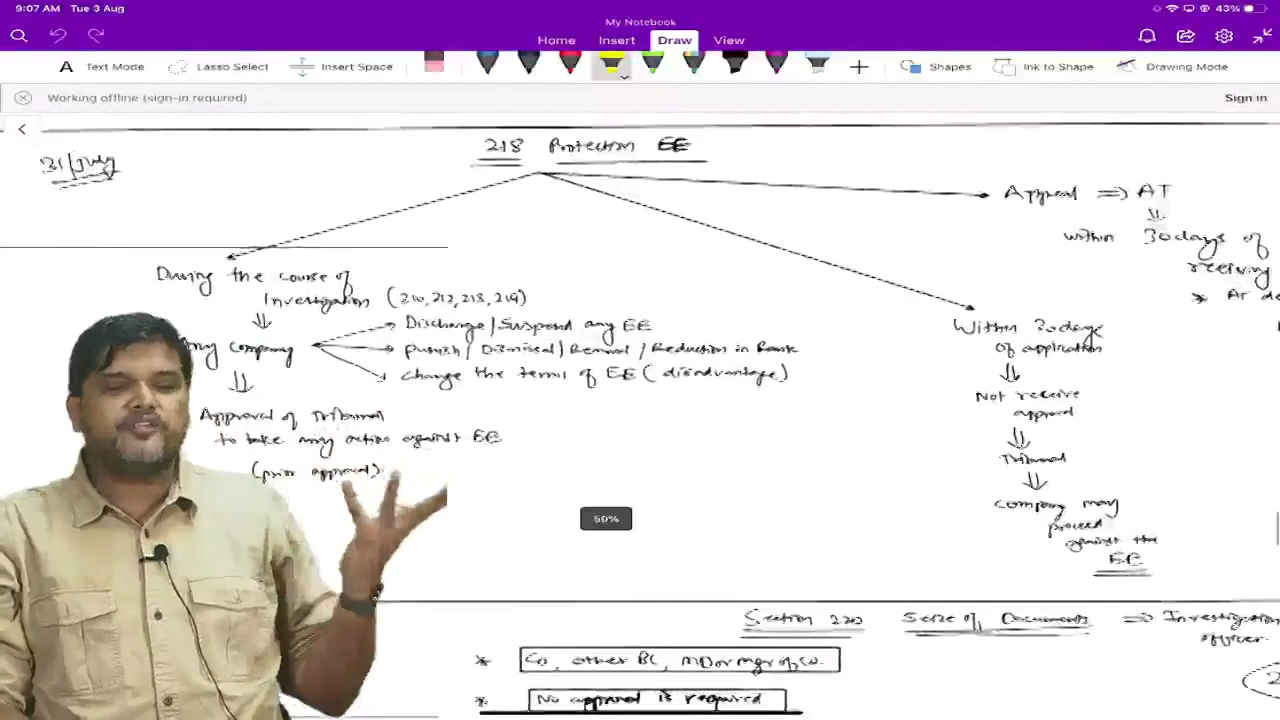 9:07 AM Tue 3 Aug
43%
My Notebook
Home Insert Draw View
Text Mode Lasso Select Insert Space Shapes Ink to Shape Drawing Mode
Working offline (sign-in required) Sign in
31/July
218 Protection EE
Appeal => AT
within 30 days of
receiving
During the course of
Investigation (210, 212, 213, 219)
company
Discharge/Suspend any EE
punish/Dismissal/Removal/Reduction in Rank
change the terms of EE (disadvantage)
Approval of Tribunal
to take any action against EE
(prior approval)
Within 30 days
of application
Not receive
approval
Tribunal
company may
proceed
against the
EE
50%
Section 220 Seize of Documents => Investigation
officer
* Co, other BC, MD or mgr of co.
* No approval is required